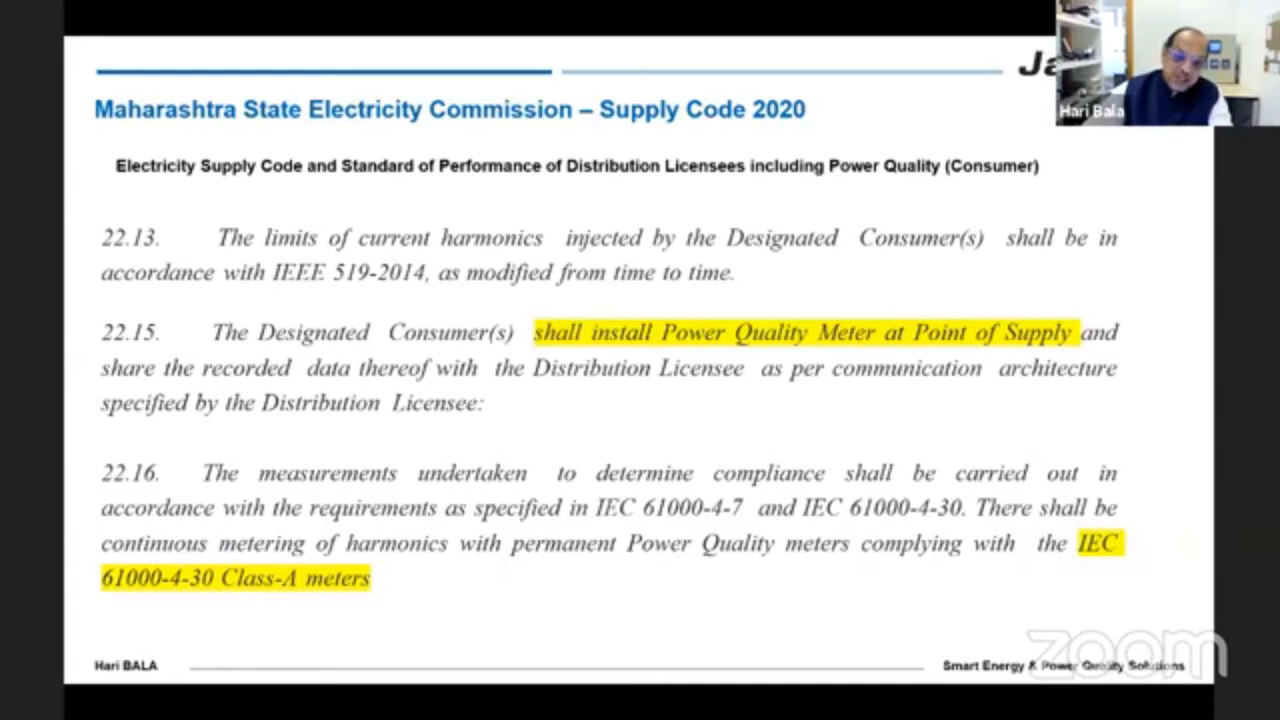 Maharashtra State Electricity Commission – Supply Code 2020
Hari Bala
Electricity Supply Code and Standard of Performance of Distribution Licensees including Power Quality (Consumer)
22.13. The limits of current harmonics injected by the Designated Consumer(s) shall be in
accordance with IEEE 519-2014, as modified from time to time.
22.15. The Designated Consumer(s) shall install Power Quality Meter at Point of Supply and
share the recorded data thereof with the Distribution Licensee as per communication architecture
specified by the Distribution Licensee:
22.16. The measurements undertaken to determine compliance shall be carried out in
accordance with the requirements as specified in IEC 61000-4-7 and IEC 61000-4-30. There shall be
continuous metering of harmonics with permanent Power Quality meters complying with the IEC
61000-4-30 Class-A meters
Hari BALA
Smart Energy & Power Quality Solutions
zoom